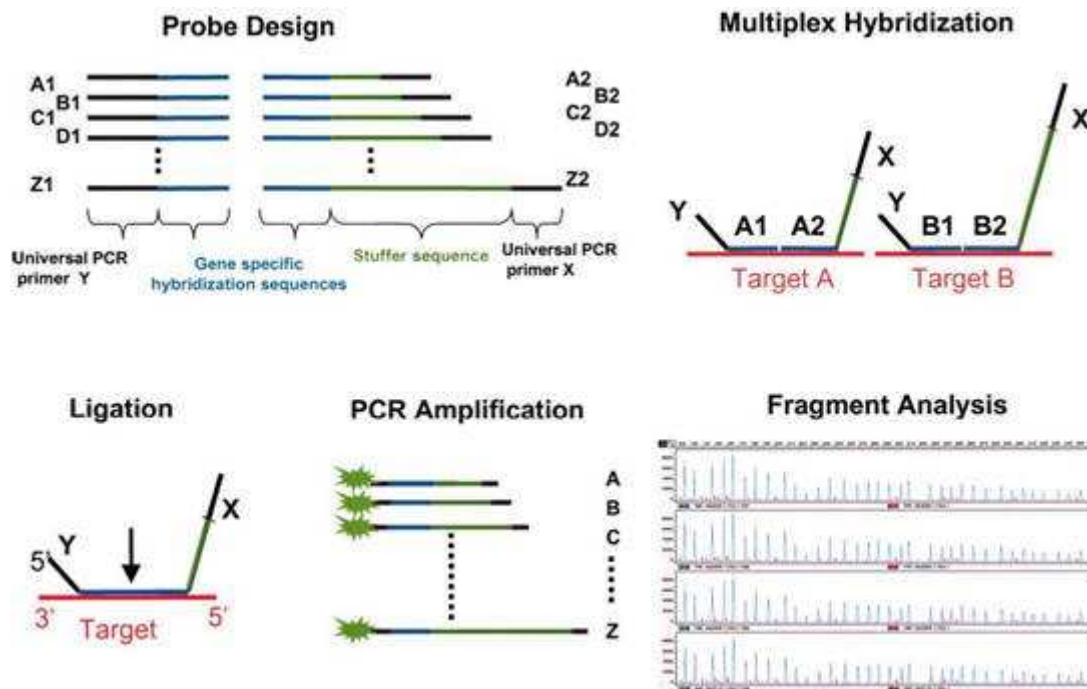 Probe Design
A1
B1
C1
D1
Z1
A2
B2
C2
D2
Z2
Universal PCR
primer Y
Gene specific
hybridization sequences
Stuffer sequence
Universal PCR
primer X
Multiplex Hybridization
Y
A1 A2
X
Target A
Y
B1 B2
X
Target B
Ligation
5'
Y
X
3'
5'
Target
PCR Amplification
A
B
C
Z
Fragment Analysis